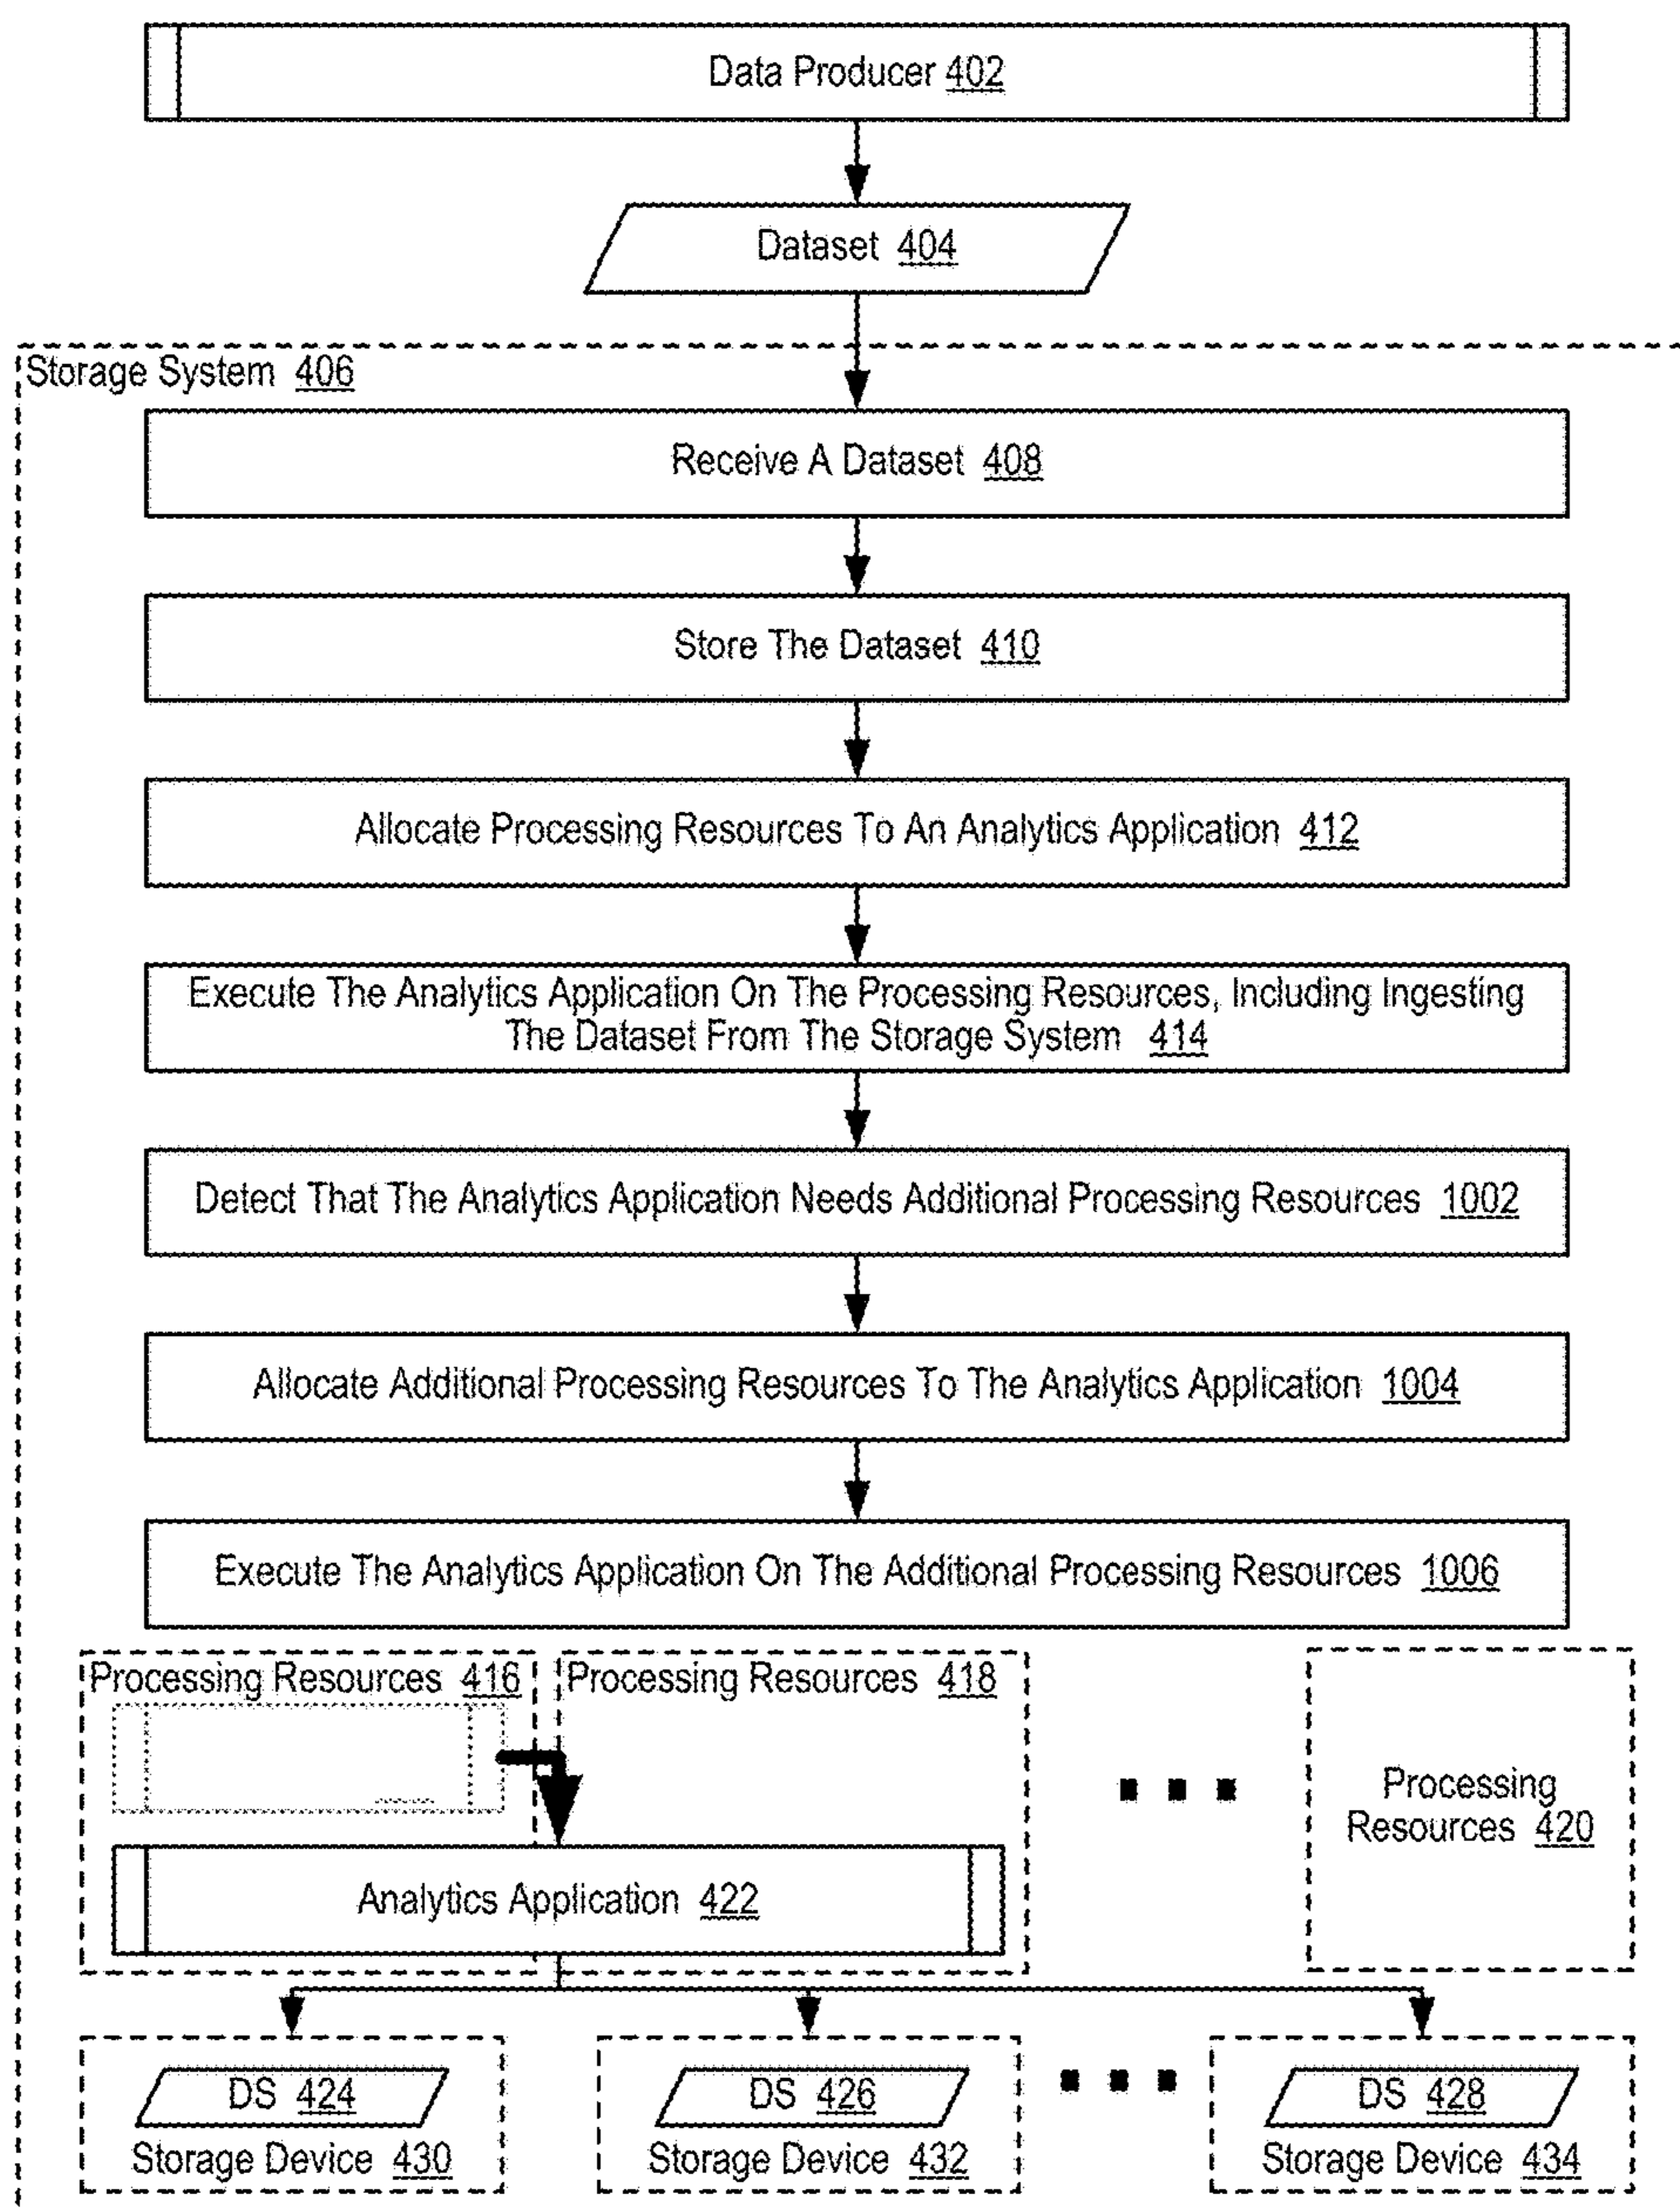 Data Producer 402
Dataset 404
Storage System 406
Receive A Dataset 408
Store The Dataset 410
Allocate Processing Resources To An Analytics Application 412
Execute The Analytics Application On The Processing Resources, Including Ingesting
The Dataset From The Storage System 414
Detect That The Analytics Application Needs Additional Processing Resources 1002
Allocate Additional Processing Resources To The Analytics Application 1004
Execute The Analytics Application On The Additional Processing Resources 1006
Processing Resources 416
Processing Resources 418
Processing
Resources 420
Analytics Application 422
DS 424
Storage Device 430
DS 426
Storage Device 432
DS 428
Storage Device 434